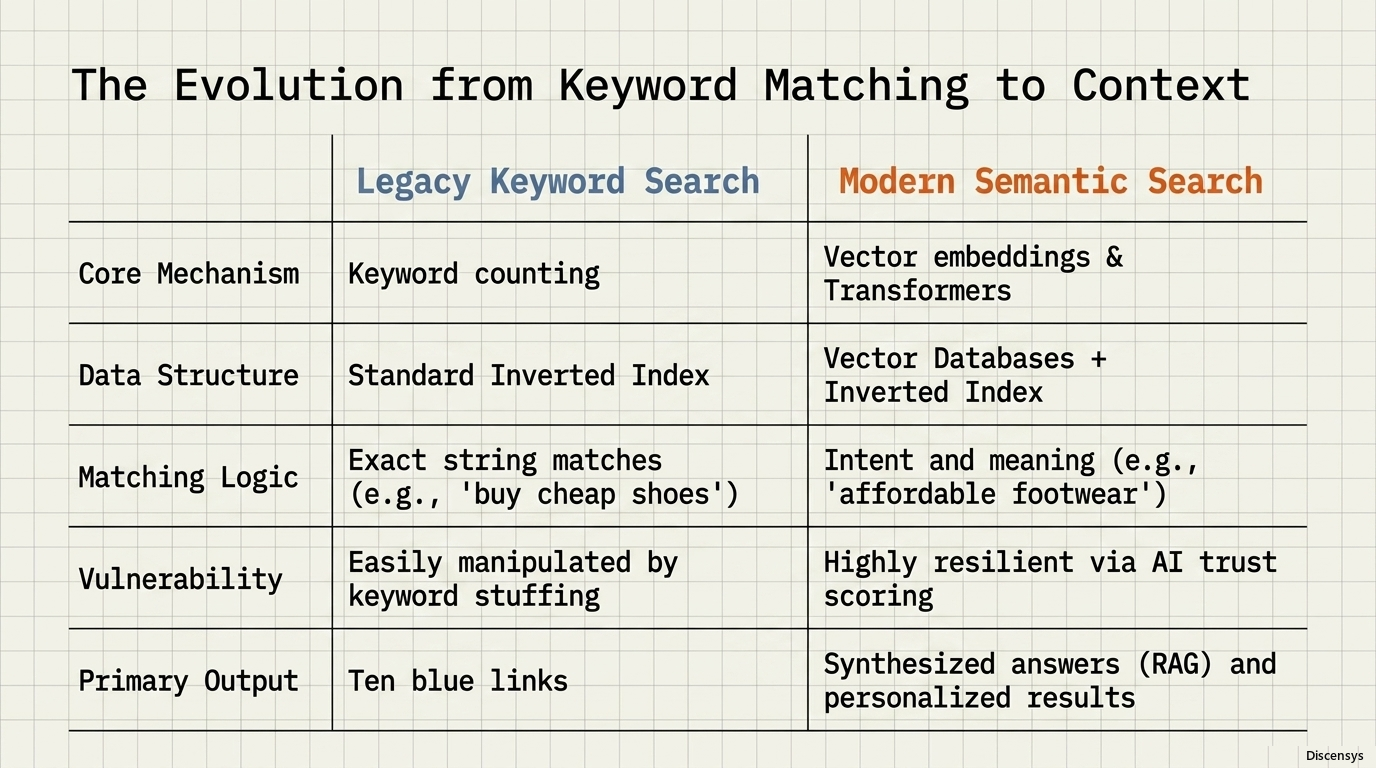 The Evolution from Keyword Matching to Context
Legacy Keyword Search
Modern Semantic Search
Core Mechanism
Keyword counting
Vector embeddings &
Transformers
Data Structure
Standard Inverted Index
Vector Databases +
Inverted Index
Matching Logic
Exact string matches
(e.g., 'buy cheap shoes')
Intent and meaning (e.g.,
'affordable footwear')
Vulnerability
Easily manipulated by
keyword stuffing
Highly resilient via AI trust
scoring
Primary Output
Ten blue links
Synthesized answers (RAG) and
personalized results
Discensys